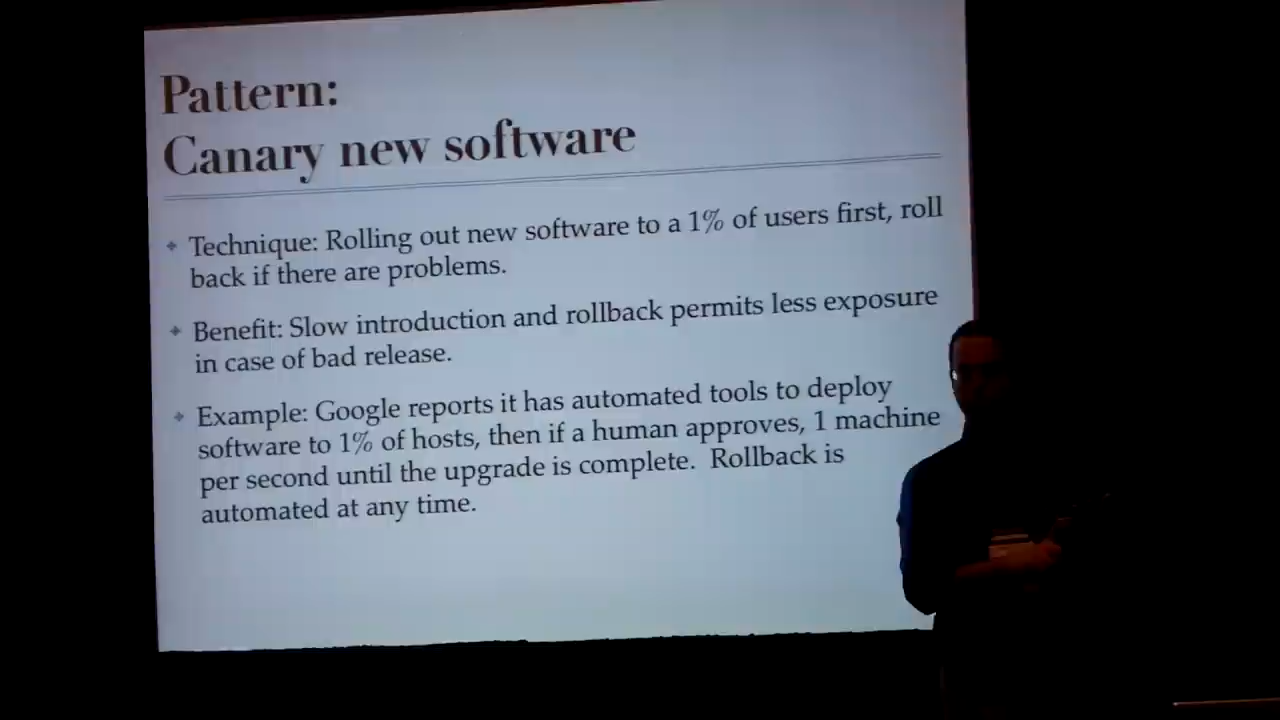 Pattern:
Canary new software
Technique: Rolling out new software to a 1% of users first, roll
back if there are problems.
Benefit: Slow introduction and rollback permits less exposure
in case of bad release.
Example: Google reports it has automated tools to deploy
software to 1% of hosts, then if a human approves, 1 machine
per second until the upgrade is complete. Rollback is
automated at any time.